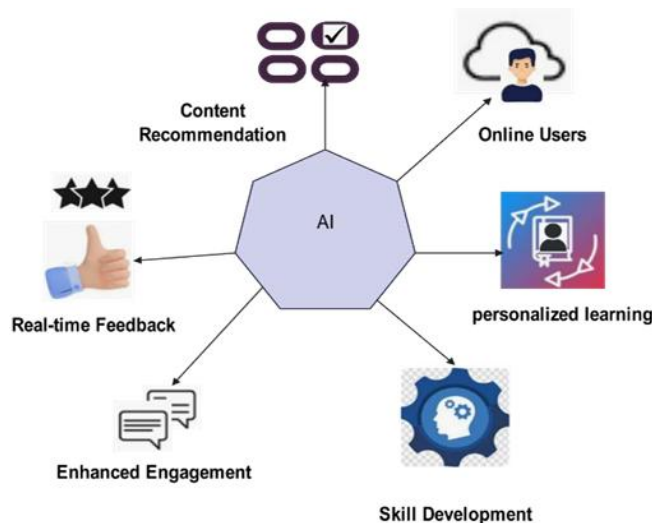 Content
Recommendation
Online Users
AI
Real-time Feedback
personalized learning
Enhanced Engagement
Skill Development